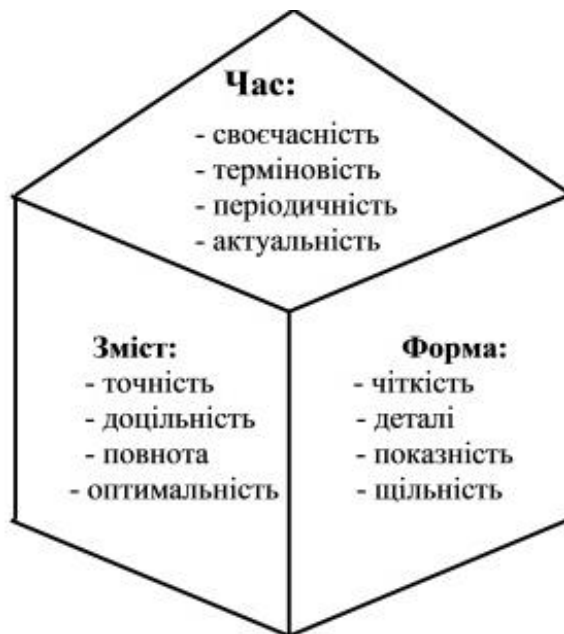 Час:
- своєчасність
- терміновість
- періодичність
- актуальність
Зміст:
- точність
- доцільність
- повнота
- оптимальність
Форма:
- чіткість
- деталі
- показність
- щільність